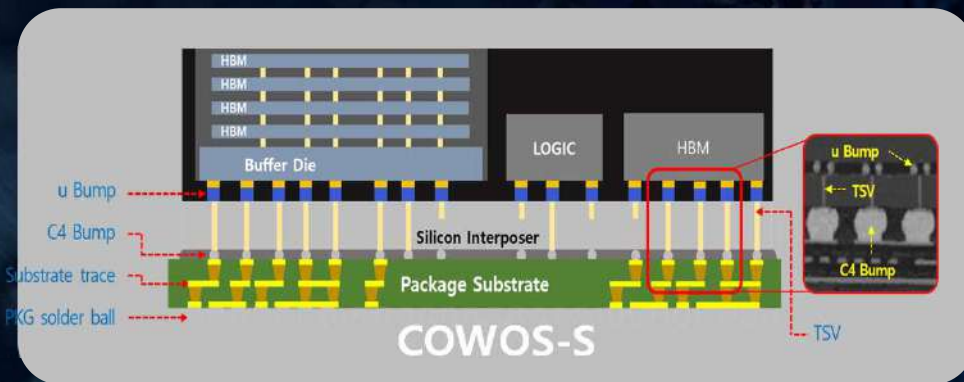 HBM
HBM
HBM
HBM
Buffer Die
LOGIC
HBM
u Bump
TSV
C4 Bump
u Bump
C4 Bump
Silicon Interposer
Substrate trace
Package Substrate
PKG solder ball
COWOS-S
TSV